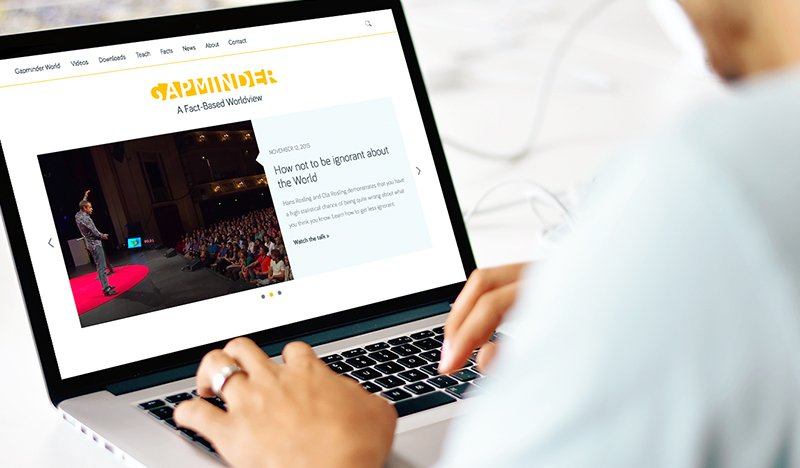 Gapminder World Videos Downloads Teach Facts News About Contact
GAPMINDER
A Fact-Based Worldview
NOVEMBER 12, 2015
How not to be ignorant about
the World
Hans Rosling and Ola Rosling demonstrates that you have
a high statistical chance of being quite wrong about what
you think you know. Learn how to get less ignorant.
Watch the talk »